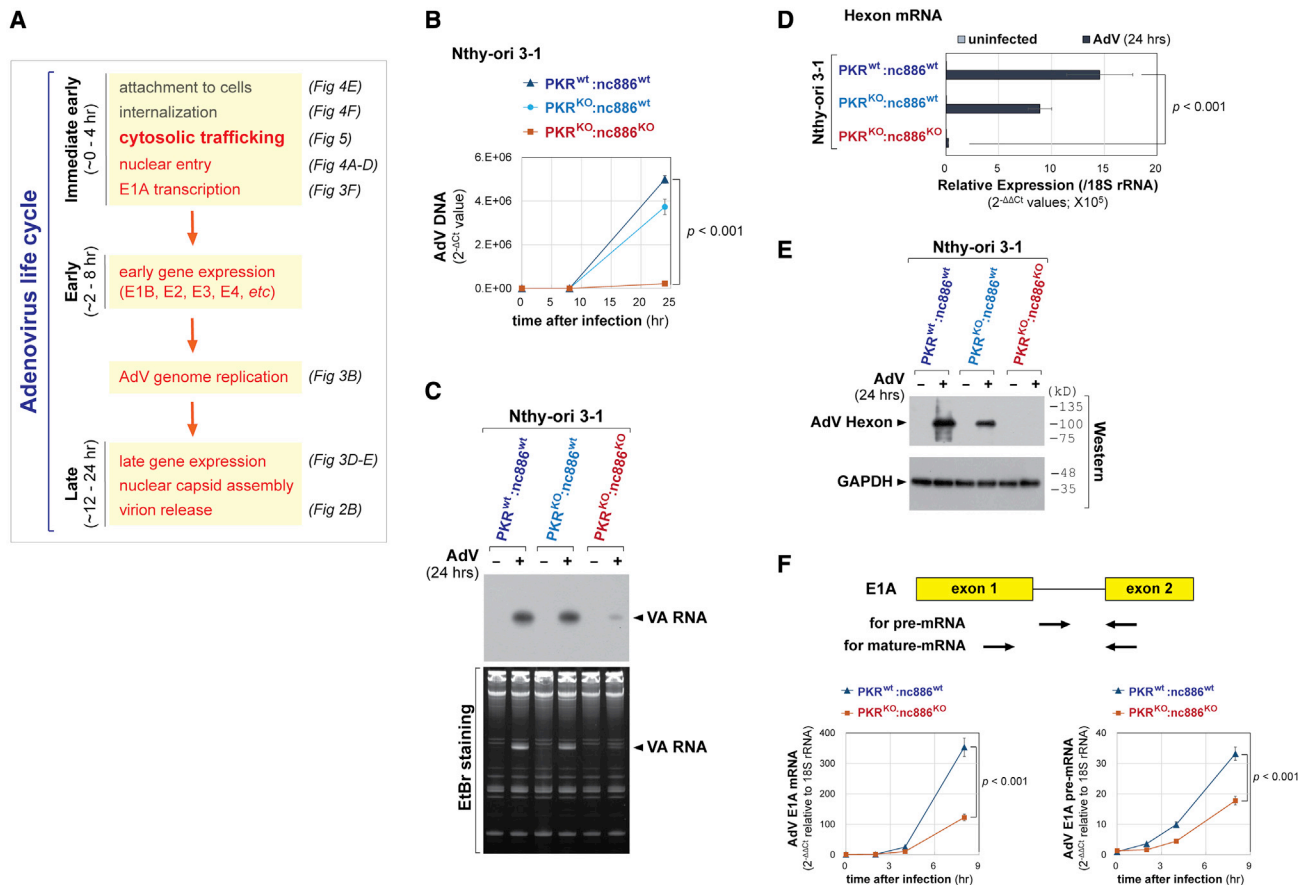 A
Adenovirus life cycle
Immediate early
(~0 - 4 hr)
attachment to cells (Fig 4E)
internalization (Fig 4F)
cytosolic trafficking (Fig 5)
nuclear entry (Fig 4A-D)
E1A transcription (Fig 3F)
Early
(~2 - 8 hr)
early gene expression
(E1B, E2, E3, E4, etc)
AdV genome replication (Fig 3B)
Late
(~12 - 24 hr)
late gene expression (Fig 3D-E)
nuclear capsid assembly
virion release (Fig 2B)
B
Nthy-ori 3-1
PKRwt:nc886wt
PKRKO:nc886wt
PKRKO:nc886KO
AdV DNA
(2-ΔCt value)
6.E+06
4.E+06
2.E+06
0.E+00
0 5 10 15 20 25
time after infection (hr)
p < 0.001
C
Nthy-ori 3-1
PKRwt:nc886wt
PKRKO:nc886wt
PKRKO:nc886KO
AdV
(24 hrs)
– + – + – +
VA RNA
EtBr staining
VA RNA
D
Hexon mRNA
uninfected AdV (24 hrs)
Nthy-ori 3-1
PKRwt:nc886wt
PKRKO:nc886wt
PKRKO:nc886KO
p < 0.001
0 5 10 15 20
Relative Expression (/18S rRNA)
(2-ΔΔCt values; X105)
E
Nthy-ori 3-1
PKRwt:nc886wt
PKRKO:nc886wt
PKRKO:nc886KO
AdV
(24 hrs)
– + – + – +
(kD)
AdV Hexon
–135
–100
–75
GAPDH
–48
–35
Western
F
E1A exon 1 exon 2
for pre-mRNA
for mature-mRNA
PKRwt:nc886wt
PKRKO:nc886KO
AdV E1A mRNA
(2-ΔΔCt relative to 18S rRNA)
400
300
200
100
0
0 3 6 9
time after infection (hr)
p < 0.001
PKRwt:nc886wt
PKRKO:nc886KO
AdV E1A pre-mRNA
(2-ΔΔCt relative to 18S rRNA)
40
30
20
10
0
0 3 6 9
time after infection (hr)
p < 0.001